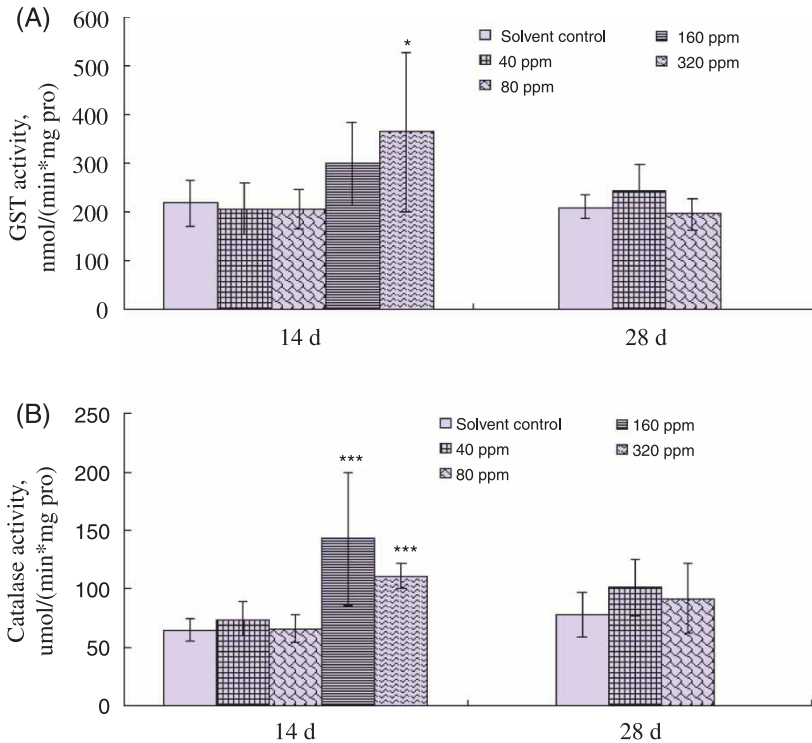 (A)
600
500
400
300
200
100
0
GST activity,
nmol/(min*mg pro)
*
Solvent control
40 ppm
80 ppm
160 ppm
320 ppm
14 d
28 d
(B)
250
200
150
100
50
0
Catalase activity,
umol/(min*mg pro)
***
***
Solvent control
40 ppm
80 ppm
160 ppm
320 ppm
14 d
28 d